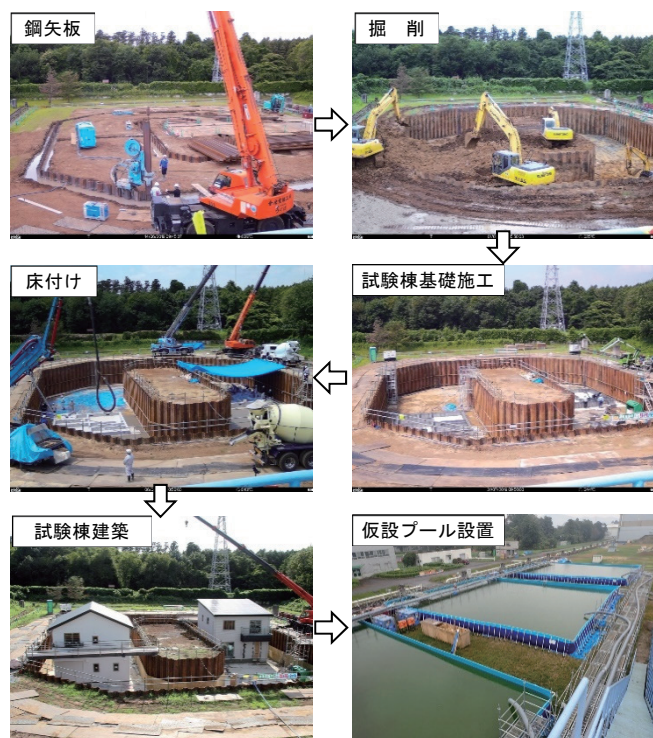 鋼矢板
掘　削
試験棟基礎施工
床付け
試験棟建築
仮設プール設置